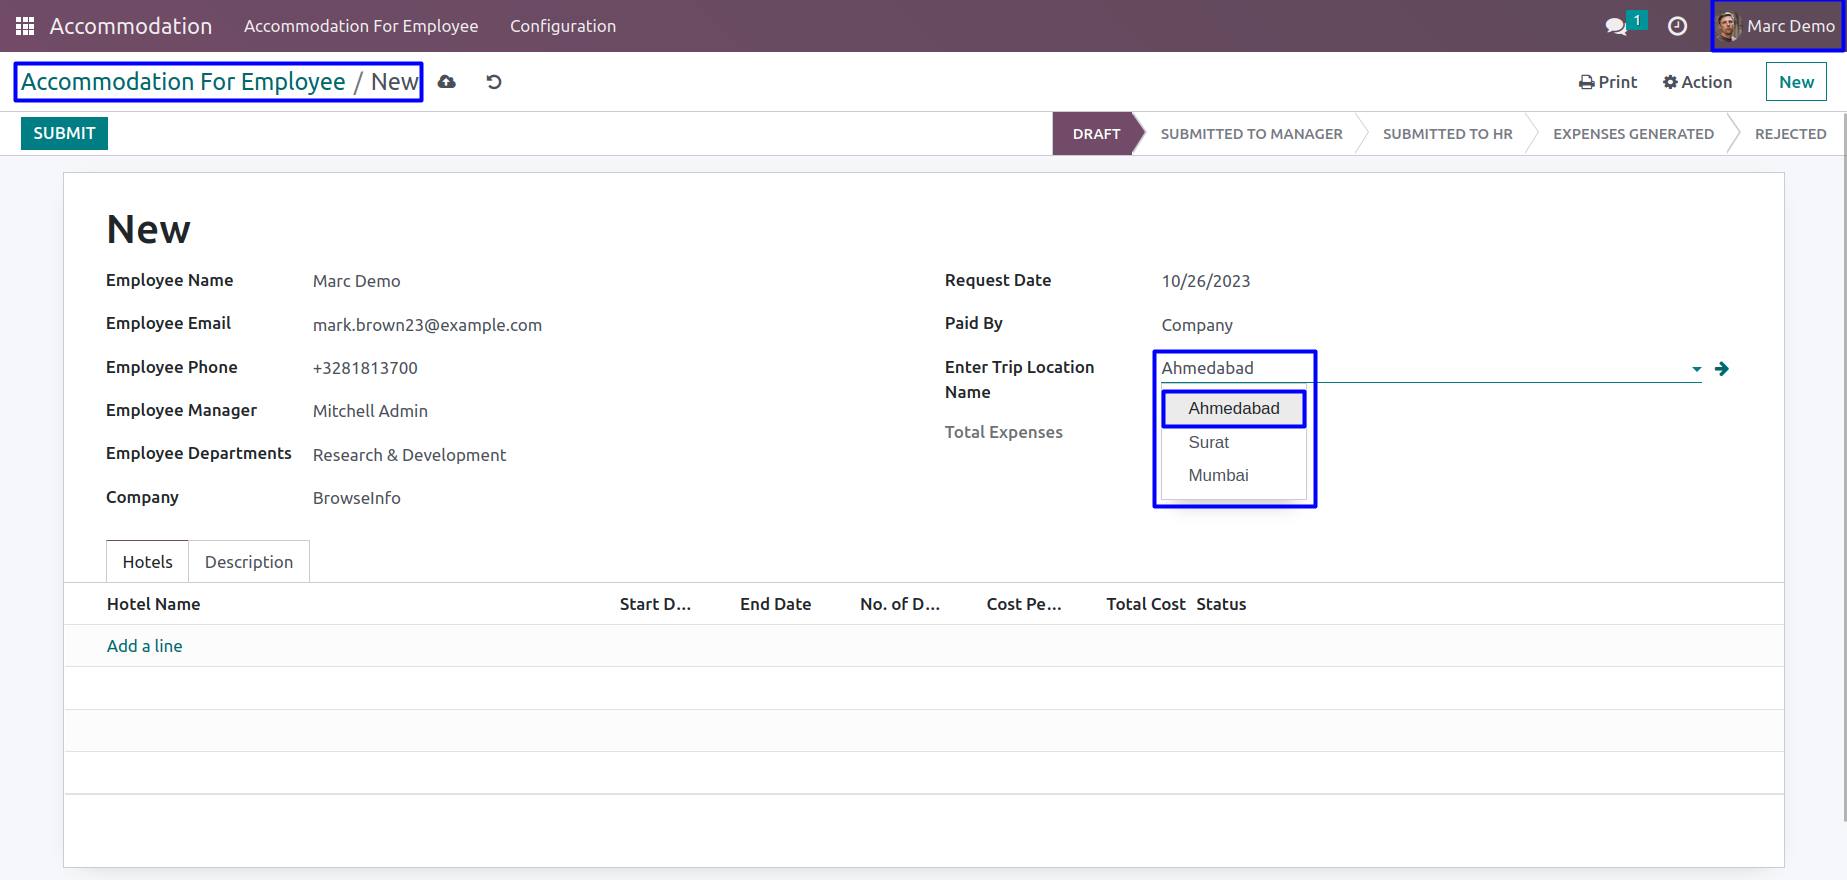 Accommodation Accommodation For Employee Configuration 1 Marc Demo
Accommodation For Employee / New Print Action New
SUBMIT DRAFT SUBMITTED TO MANAGER SUBMITTED TO HR EXPENSES GENERATED REJECTED
New
Employee Name Marc Demo
Employee Email mark.brown23@example.com
Employee Phone +3281813700
Employee Manager Mitchell Admin
Employee Departments Research & Development
Company BrowseInfo
Request Date 10/26/2023
Paid By Company
Enter Trip Location Ahmedabad
Name
Total Expenses
Ahmedabad
Surat
Mumbai
Hotels Description
Hotel Name Start D... End Date No. of D... Cost Pe... Total Cost Status
Add a line